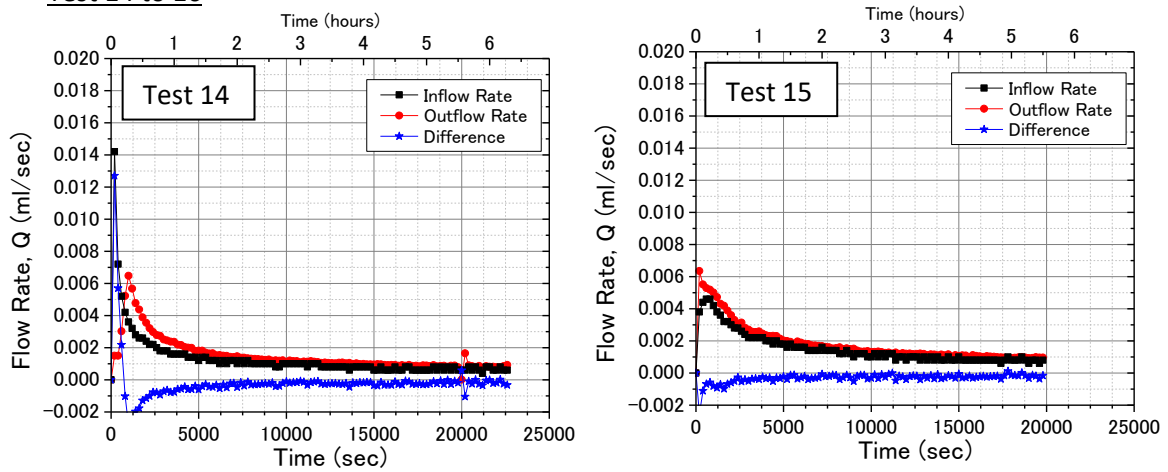 Time (hours)
0 1 2 3 4 5 6
0.020
0.018
0.016
0.014
0.012
0.010
0.008
0.006
0.004
0.002
0.000
−0.002
Flow Rate, Q (ml/sec)
Test 14
Inflow Rate
Outflow Rate
Difference
0 5000 10000 15000 20000 25000
Time (sec)
Time (hours)
0 1 2 3 4 5 6
0.020
0.018
0.016
0.014
0.012
0.010
0.008
0.006
0.004
0.002
0.000
−0.002
Flow Rate, Q (ml/sec)
Test 15
Inflow Rate
Outflow Rate
Difference
0 5000 10000 15000 20000 25000
Time (sec)